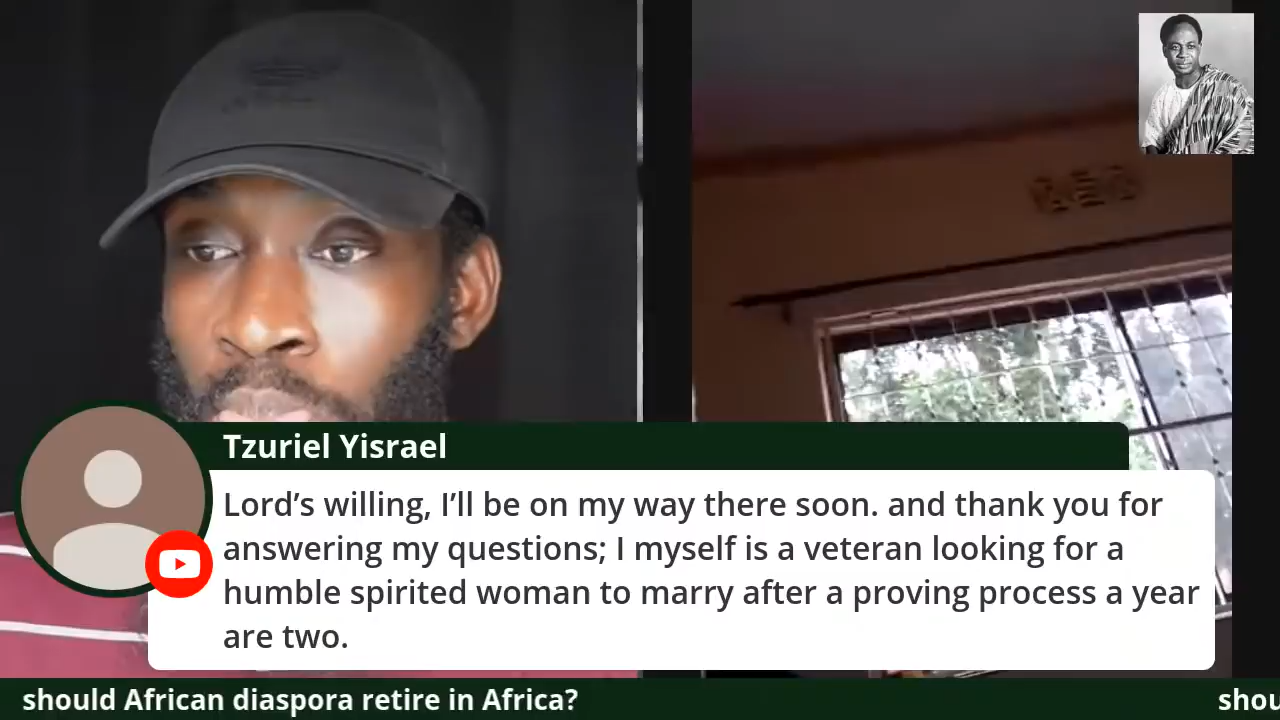 Tzuriel Yisrael
Lord’s willing, I’ll be on my way there soon. and thank you for
answering my questions; I myself is a veteran looking for a
humble spirited woman to marry after a proving process a year
are two.
should African diaspora retire in Africa?
shou